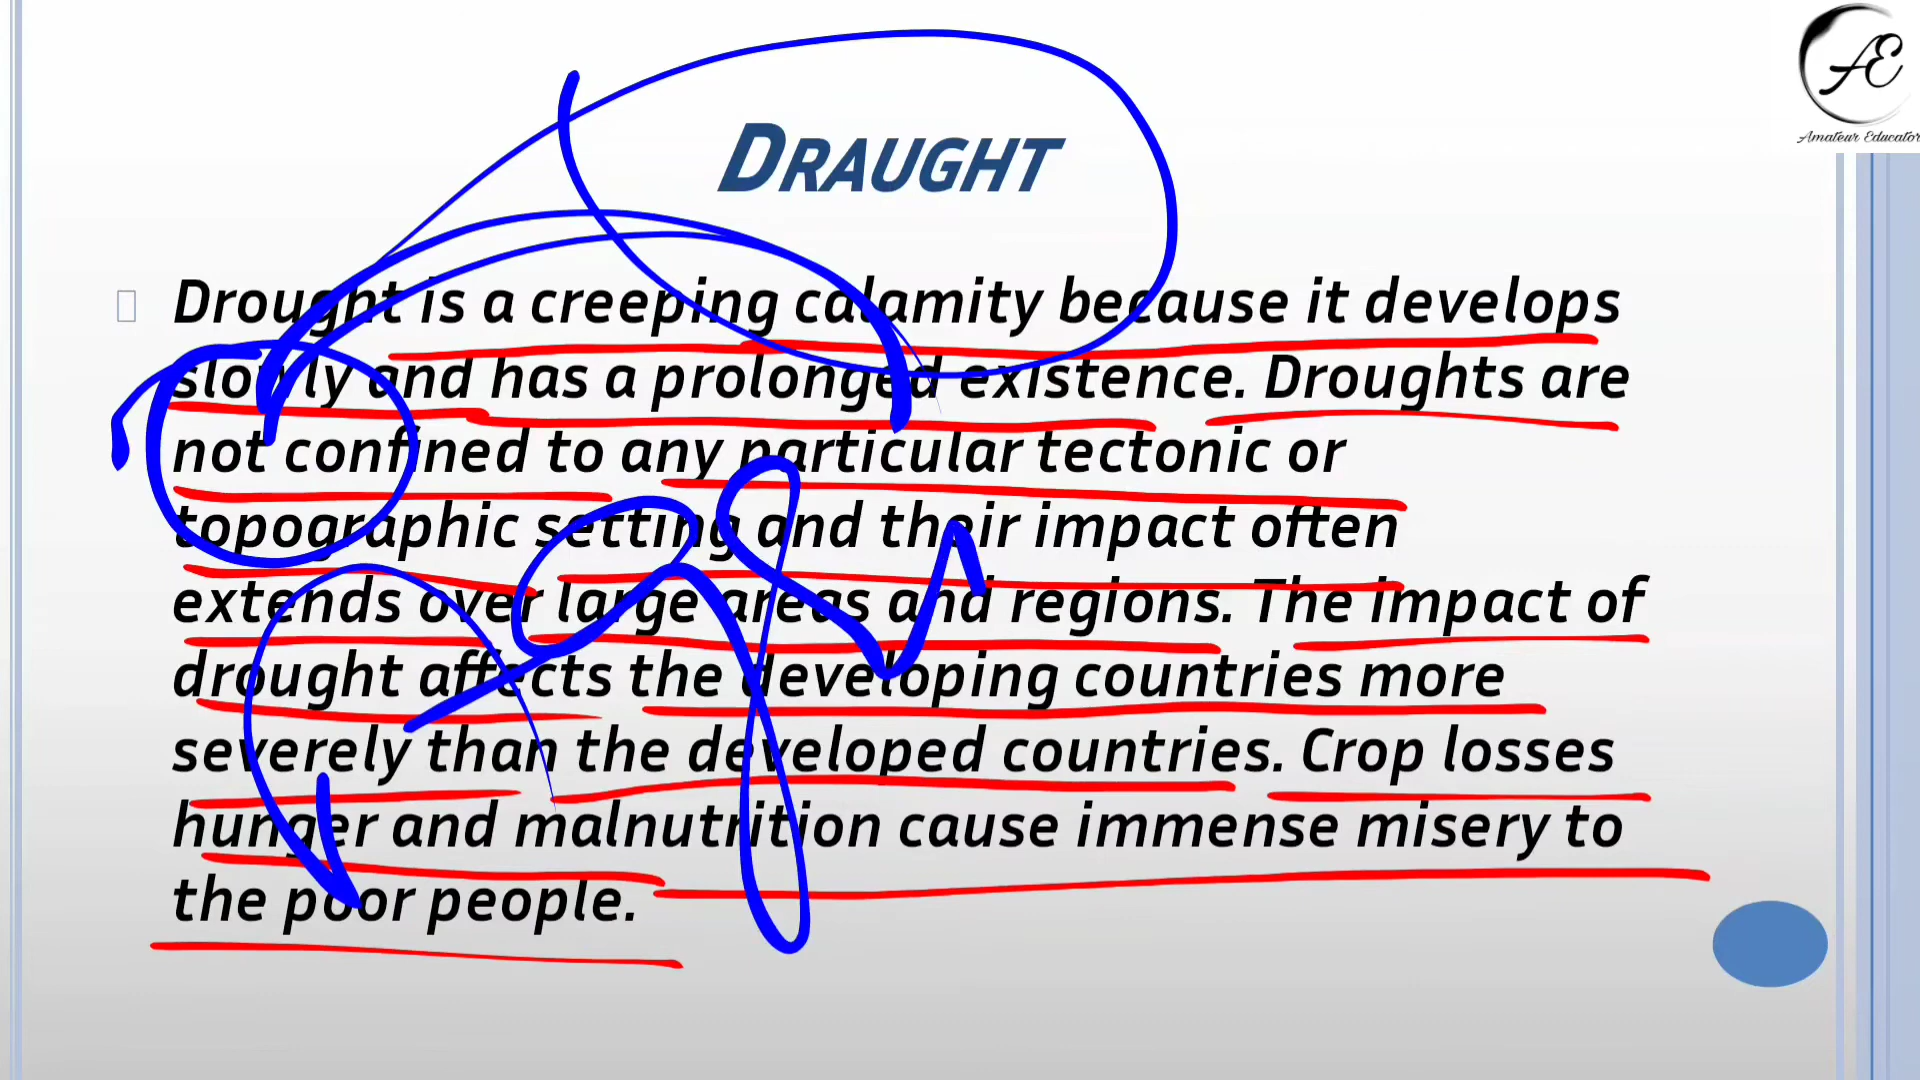 AE
Amateur Educator
DRAUGHT
Drought is a creeping calamity because it develops
slowly and has a prolonged existence. Droughts are
not confined to any particular tectonic or
topographic setting and their impact often
extends over large areas and regions. The impact of
drought affects the developing countries more
severely than the developed countries. Crop losses
hunger and malnutrition cause immense misery to
the poor people.